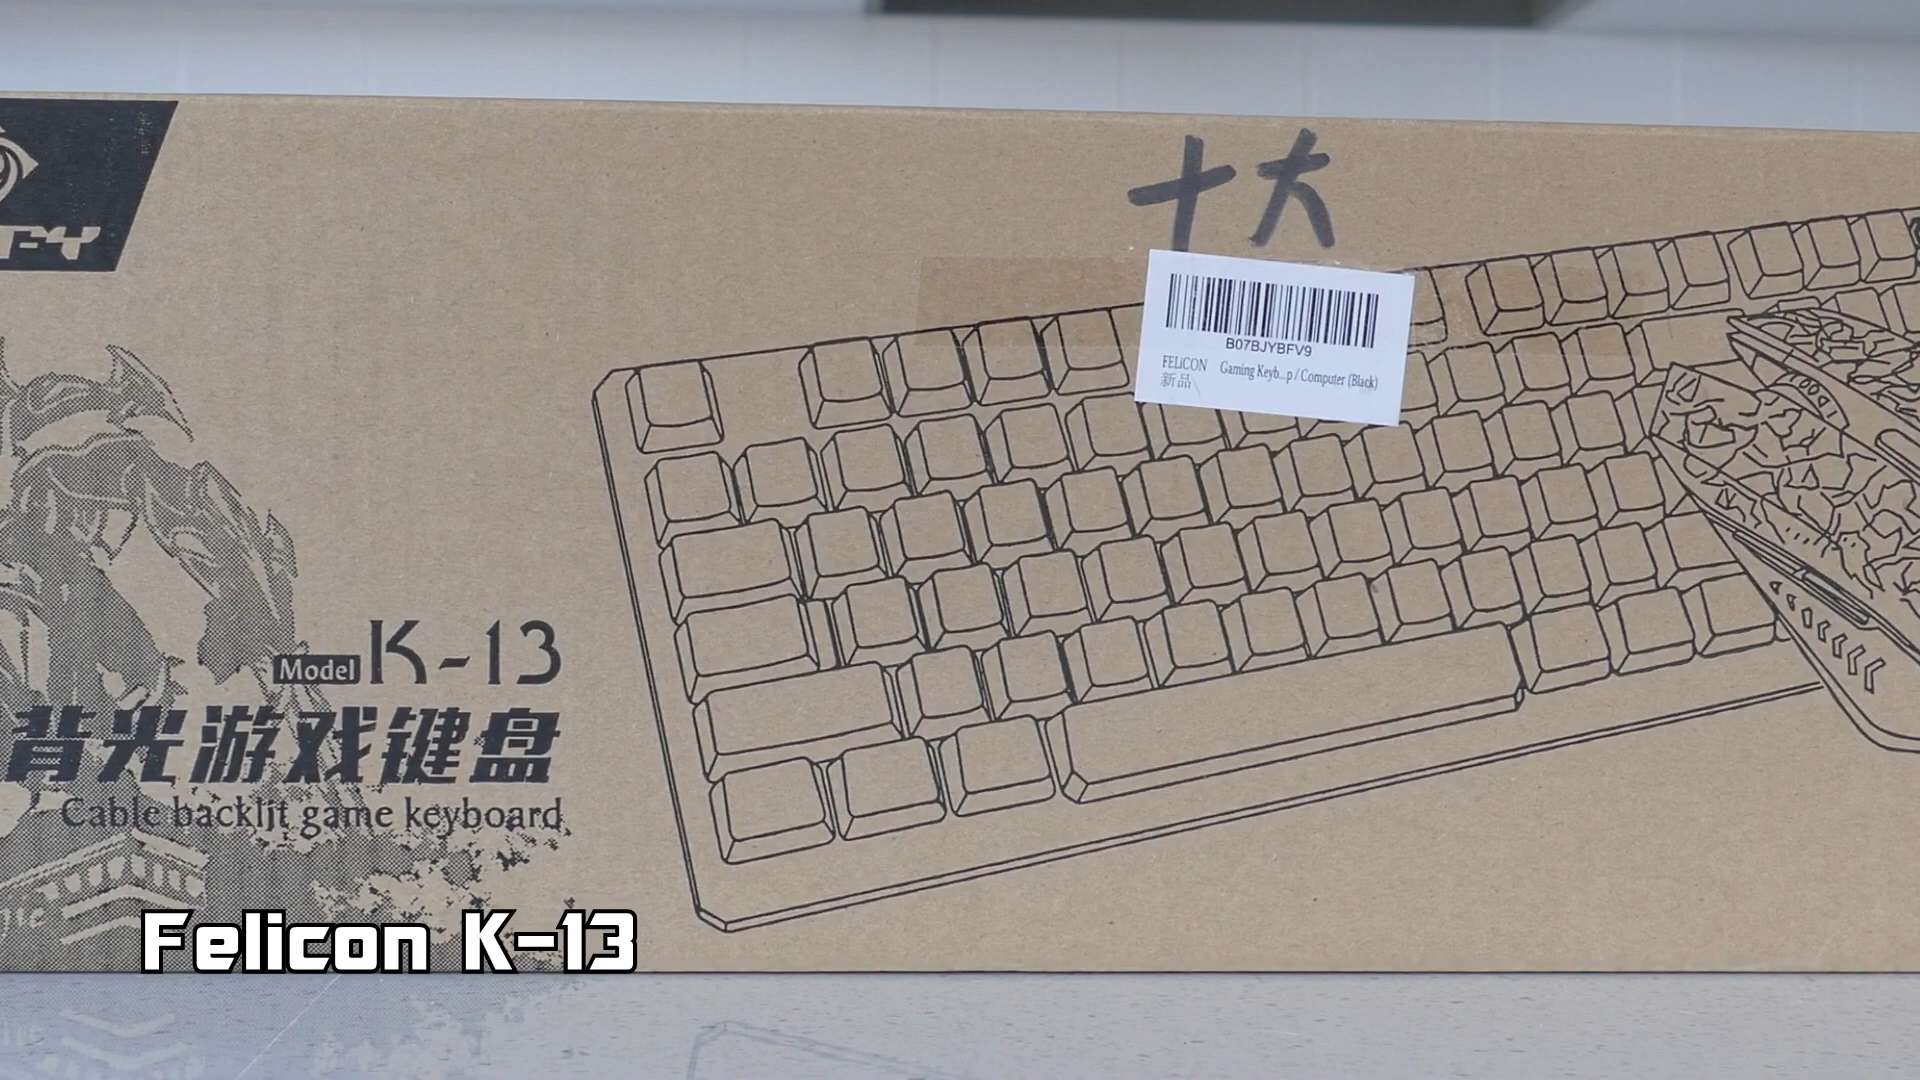 十大
B07BJYBFV9
FELiCON Gaming Keyb...p / Computer (Black)
新品
Model K-13
背光游戏键盘
Cable backlit game keyboard
Felicon K-13